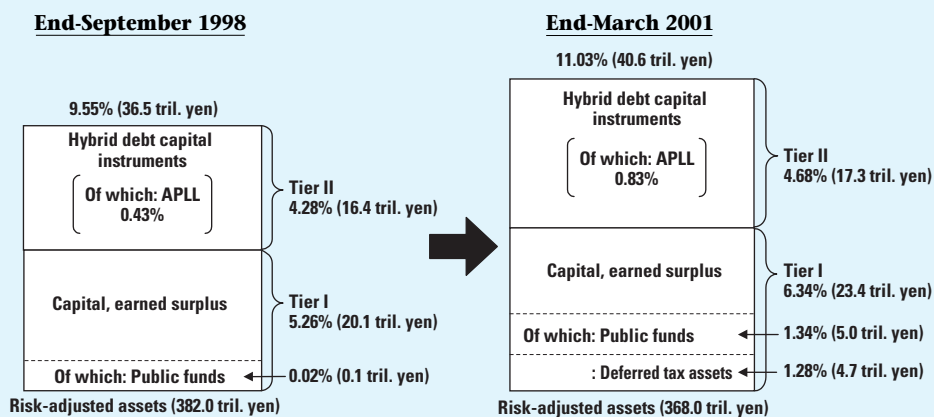 End-September 1998
9.55% (36.5 tril. yen)
Hybrid debt capital
instruments
Of which: APLL
0.43%
Tier II
4.28% (16.4 tril. yen)
Capital, earned surplus
Tier I
5.26% (20.1 tril. yen)
Of which: Public funds
0.02% (0.1 tril. yen)
Risk-adjusted assets (382.0 tril. yen)
End-March 2001
11.03% (40.6 tril. yen)
Hybrid debt capital
instruments
Of which: APLL
0.83%
Tier II
4.68% (17.3 tril. yen)
Capital, earned surplus
Tier I
6.34% (23.4 tril. yen)
Of which: Public funds
1.34% (5.0 tril. yen)
: Deferred tax assets
1.28% (4.7 tril. yen)
Risk-adjusted assets (368.0 tril. yen)